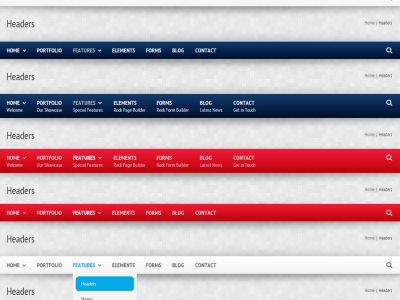 Headers
Home | Headers
HOME PORTFOLIO FEATURES ELEMENTS FORMS BLOG CONTACT
Headers
Home | Headers
HOME PORTFOLIO FEATURES ELEMENTS FORMS BLOG CONTACT
Welcome Our Showcase Special Features Rock Page Builder Rock Form Builder Latest News Get in Touch
Headers
Home | Headers
HOME PORTFOLIO FEATURES ELEMENTS FORMS BLOG CONTACT
Welcome Our Showcase Special Features Rock Page Builder Rock Form Builder Latest News Get in Touch
Headers
Home | Headers
HOME PORTFOLIO FEATURES ELEMENTS FORMS BLOG CONTACT
Headers
Home | Headers
HOME PORTFOLIO FEATURES ELEMENTS FORMS BLOG CONTACT
Headers
Headers
Home | Headers